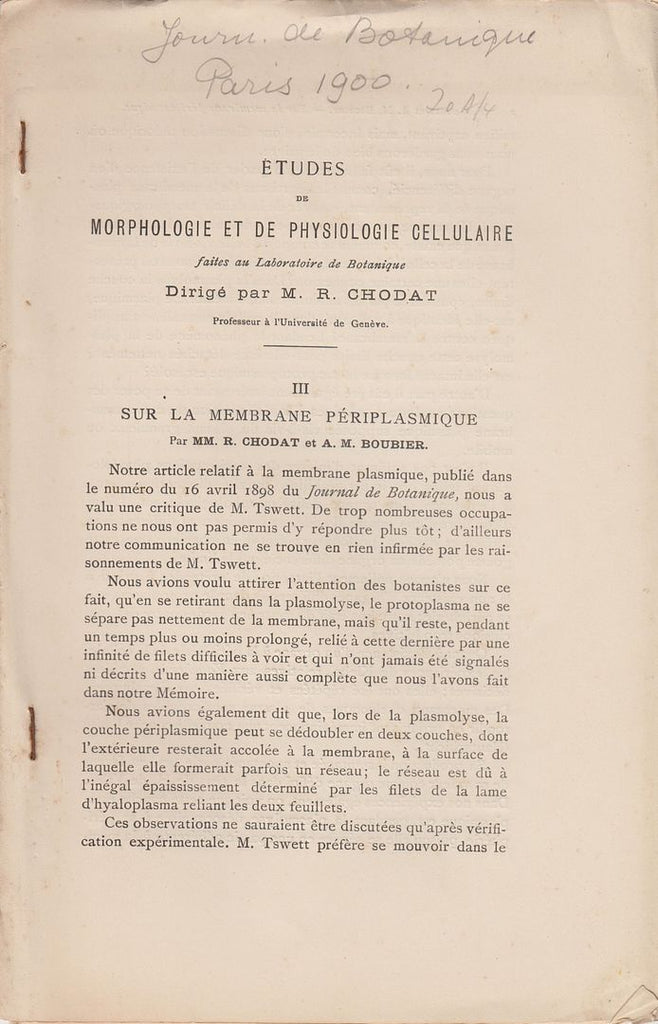 Journ. de Botanique
Paris 1900.
ÉTUDES
DE
MORPHOLOGIE ET DE PHYSIOLOGIE CELLULAIRE
faites au Laboratoire de Botanique
Dirigé par M. R. CHODAT
Professeur à l'Université de Genève.
III
SUR LA MEMBRANE PÉRIPLASMIQUE
Par MM. R. CHODAT et A. M. BOUBIER.
Notre article relatif à la membrane plasmique, publié dans
le numéro du 16 avril 1898 du Journal de Botanique, nous a
valu une critique de M. Tswett. De trop nombreuses occupa-
tions ne nous ont pas permis d'y répondre plus tôt; d'ailleurs
notre communication ne se trouve en rien infirmée par les rai-
sonnements de M. Tswett.
Nous avions voulu attirer l'attention des botanistes sur ce
fait, qu'en se retirant dans la plasmolyse, le protoplasma ne se
sépare pas nettement de la membrane, mais qu'il reste, pendant
un temps plus ou moins prolongé, relié à cette dernière par une
infinité de filets difficiles à voir et qui n'ont jamais été signalés
ni décrits d'une manière aussi complète que nous l'avons fait
dans notre Mémoire.
Nous avions également dit que, lors de la plasmolyse, la
couche périplasmique peut se dédoubler en deux couches, dont
l'extérieure resterait accolée à la membrane, à la surface de
laquelle elle formerait parfois un réseau; le réseau est dû à
l'inégal épaississement déterminé par les filets de la lame
d'hyaloplasma reliant les deux feuillets.
Ces observations ne sauraient être discutées qu'après vérifi-
cation expérimentale. M. Tswett préfère se mouvoir dans le